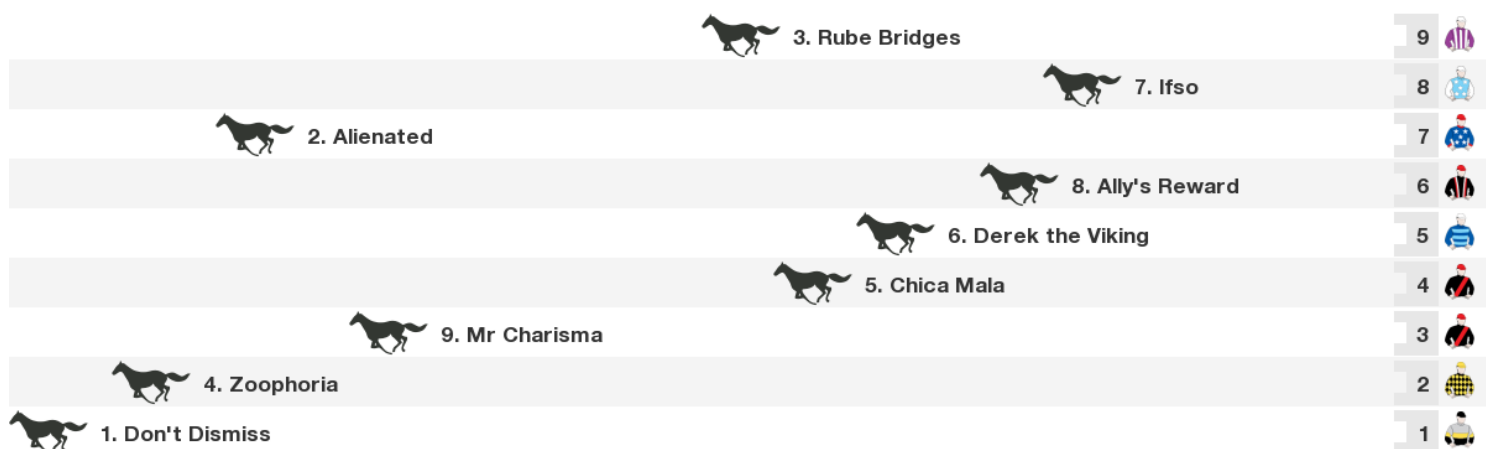 3. Rube Bridges 9
7. Ifso 8
2. Alienated 7
8. Ally's Reward 6
6. Derek the Viking 5
5. Chica Mala 4
9. Mr Charisma 3
4. Zoophoria 2
1. Don't Dismiss 1